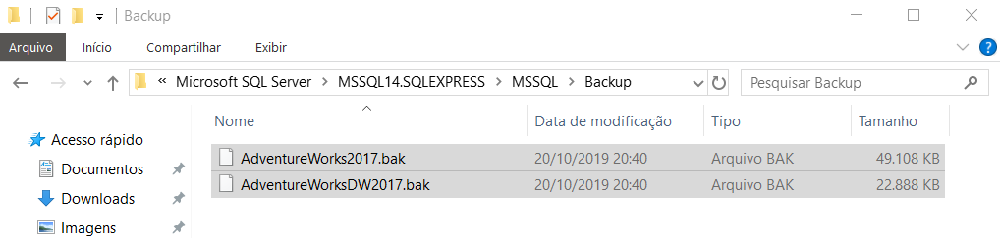 Backup
Arquivo Início Compartilhar Exibir
« Microsoft SQL Server > MSSQL14.SQLEXPRESS > MSSQL > Backup Pesquisar Backup
Nome Data de modificação Tipo Tamanho
Acesso rápido
AdventureWorks2017.bak 20/10/2019 20:40 Arquivo BAK 49.108 KB
Documentos
AdventureWorksDW2017.bak 20/10/2019 20:40 Arquivo BAK 22.888 KB
Downloads
Imagens